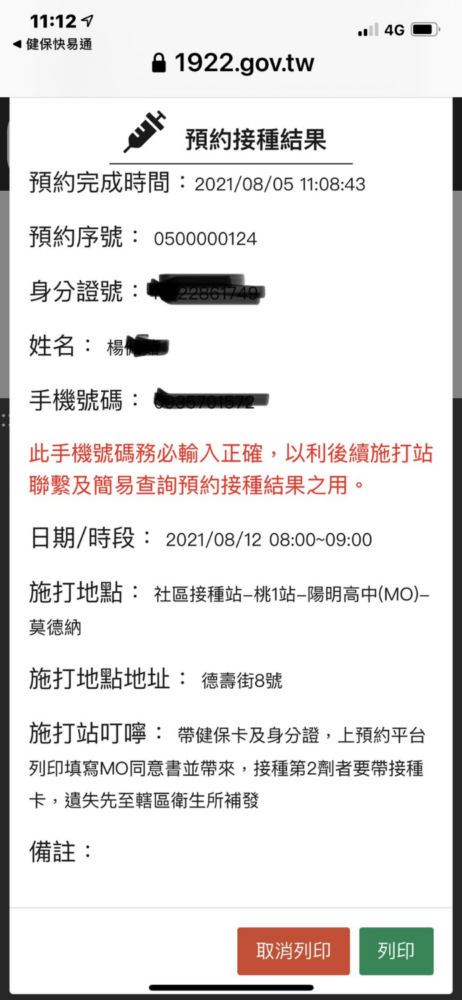 11:12
4G
◀ 健保快易通
1922.gov.tw
預約接種結果
預約完成時間：2021/08/05 11:08:43
預約序號： 0500000124
身分證號：
姓名： 楊
手機號碼：
此手機號碼務必輸入正確，以利後續施打站
聯繫及簡易查詢預約接種結果之用。
日期/時段： 2021/08/12 08:00~09:00
施打地點： 社區接種站–桃1站–陽明高中(MO)–
莫德納
施打地點地址： 德壽街8號
施打站叮嚀： 帶健保卡及身分證，上預約平台
列印填寫MO同意書並帶來，接種第2劑者要帶接種
卡，遺失先至轄區衛生所補發
備註：
取消列印 列印